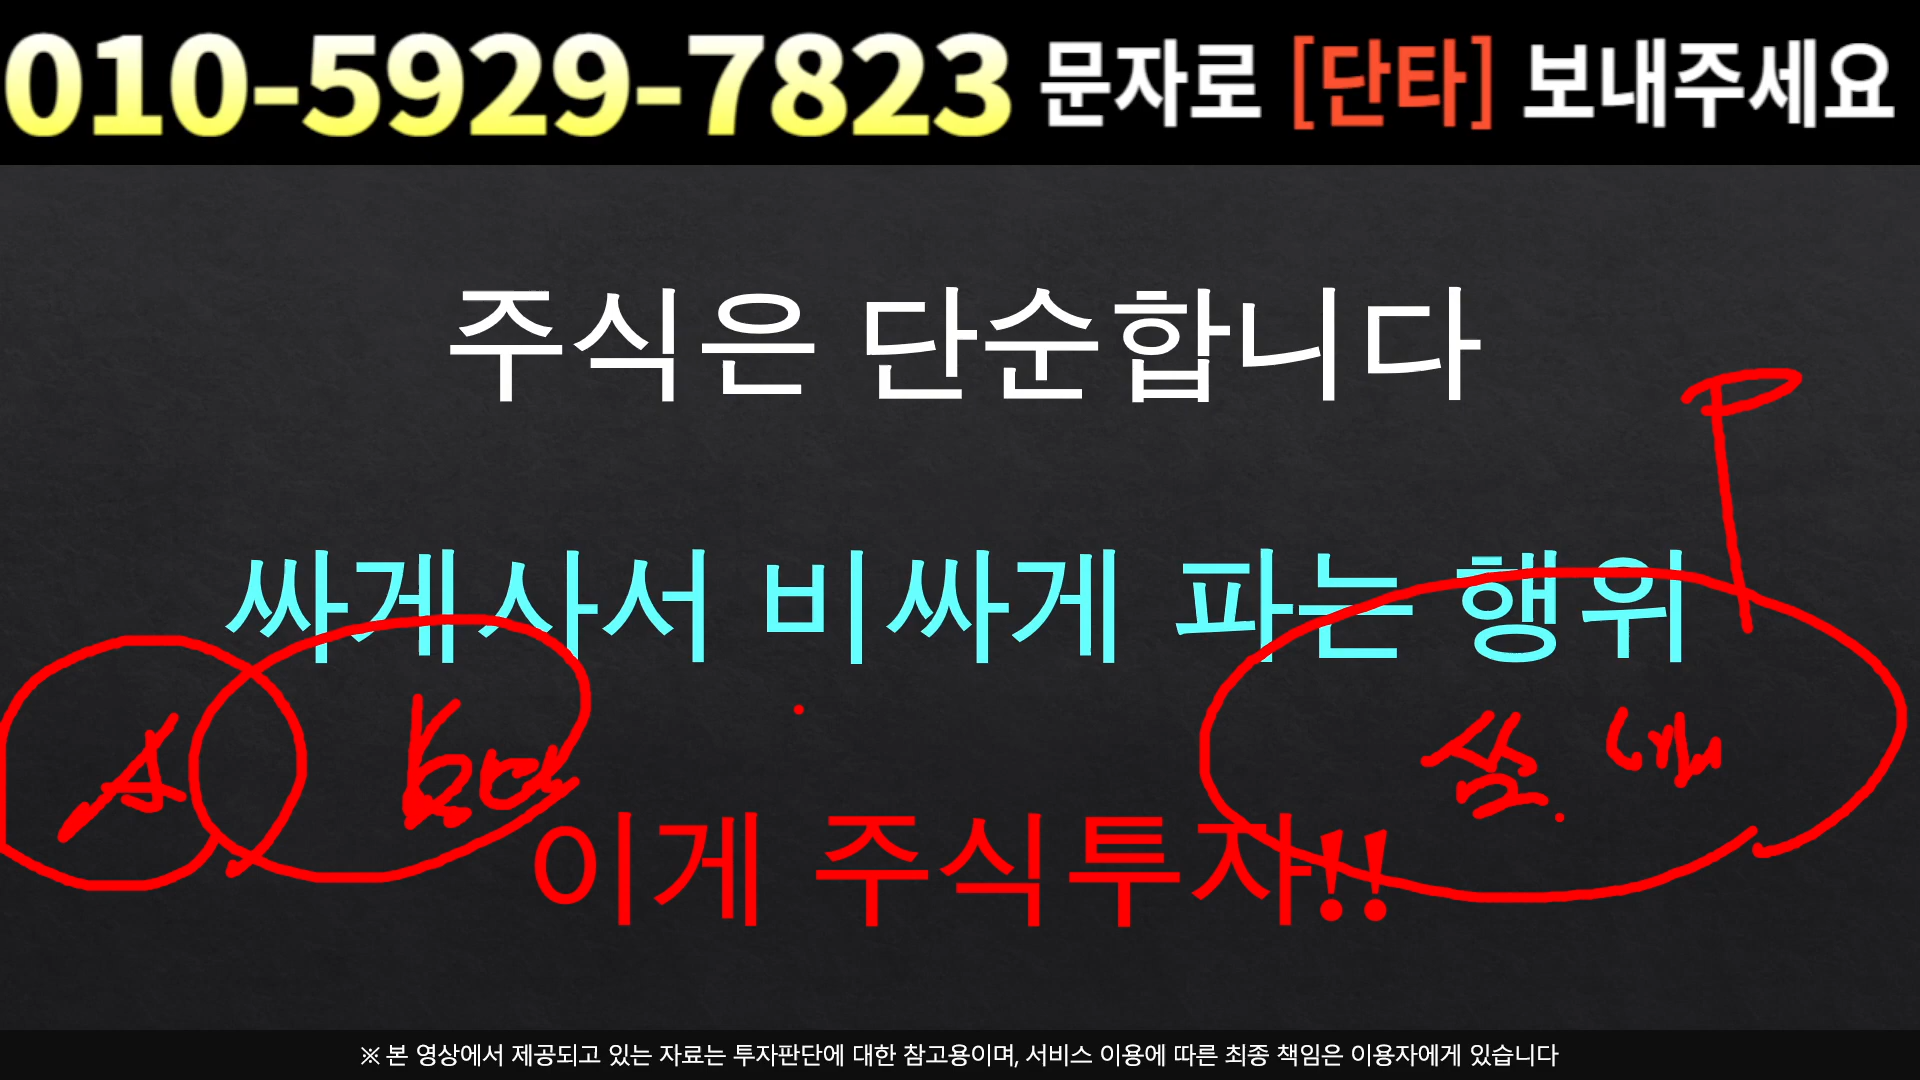 010-5929-7823 문자로 [단타] 보내주세요
주식은 단순합니다
싸게사서 비싸게 파는 행위
이게 주식투자!!
※ 본 영상에서 제공되고 있는 자료는 투자판단에 대한 참고용이며, 서비스 이용에 따른 최종 책임은 이용자에게 있습니다